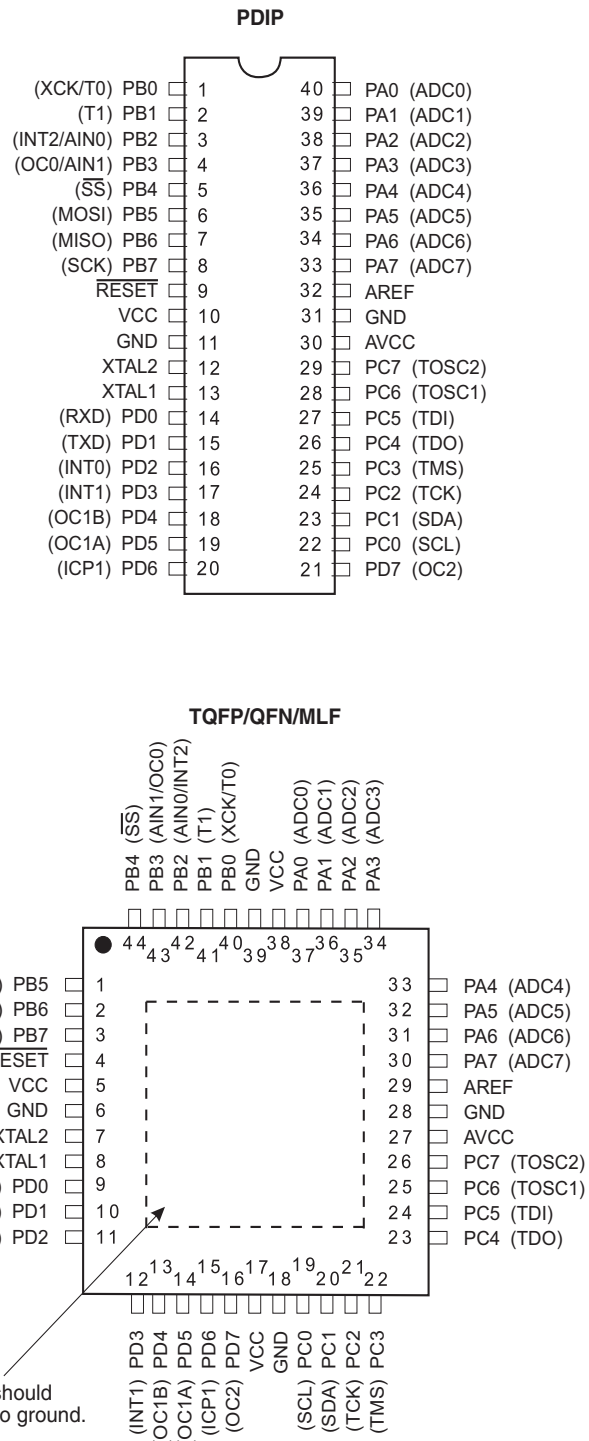 PDIP
(XCK/T0) PB0 1 40 PA0 (ADC0)
(T1) PB1 2 39 PA1 (ADC1)
(INT2/AIN0) PB2 3 38 PA2 (ADC2)
(OC0/AIN1) PB3 4 37 PA3 (ADC3)
(S̅S̅) PB4 5 36 PA4 (ADC4)
(MOSI) PB5 6 35 PA5 (ADC5)
(MISO) PB6 7 34 PA6 (ADC6)
(SCK) PB7 8 33 PA7 (ADC7)
R̅E̅S̅E̅T̅ 9 32 AREF
VCC 10 31 GND
GND 11 30 AVCC
XTAL2 12 29 PC7 (TOSC2)
XTAL1 13 28 PC6 (TOSC1)
(RXD) PD0 14 27 PC5 (TDI)
(TXD) PD1 15 26 PC4 (TDO)
(INT0) PD2 16 25 PC3 (TMS)
(INT1) PD3 17 24 PC2 (TCK)
(OC1B) PD4 18 23 PC1 (SDA)
(OC1A) PD5 19 22 PC0 (SCL)
(ICP1) PD6 20 21 PD7 (OC2)
TQFP/QFN/MLF
PB4 (S̅S̅)
PB3 (AIN1/OC0)
PB2 (AIN0/INT2)
PB1 (T1)
PB0 (XCK/T0)
GND
VCC
PA0 (ADC0)
PA1 (ADC1)
PA2 (ADC2)
PA3 (ADC3)
44 43 42 41 40 39 38 37 36 35 34
) PB5 1 33 PA4 (ADC4)
) PB6 2 32 PA5 (ADC5)
) PB7 3 31 PA6 (ADC6)
E̅S̅E̅T̅ 4 30 PA7 (ADC7)
VCC 5 29 AREF
GND 6 28 GND
XTAL2 7 27 AVCC
XTAL1 8 26 PC7 (TOSC2)
) PD0 9 25 PC6 (TOSC1)
) PD1 10 24 PC5 (TDI)
) PD2 11 23 PC4 (TDO)
12 13 14 15 16 17 18 19 20 21 22
(INT1) PD3
(OC1B) PD4
(OC1A) PD5
(ICP1) PD6
(OC2) PD7
VCC
GND
(SCL) PC0
(SDA) PC1
(TCK) PC2
(TMS) PC3
should
o ground.